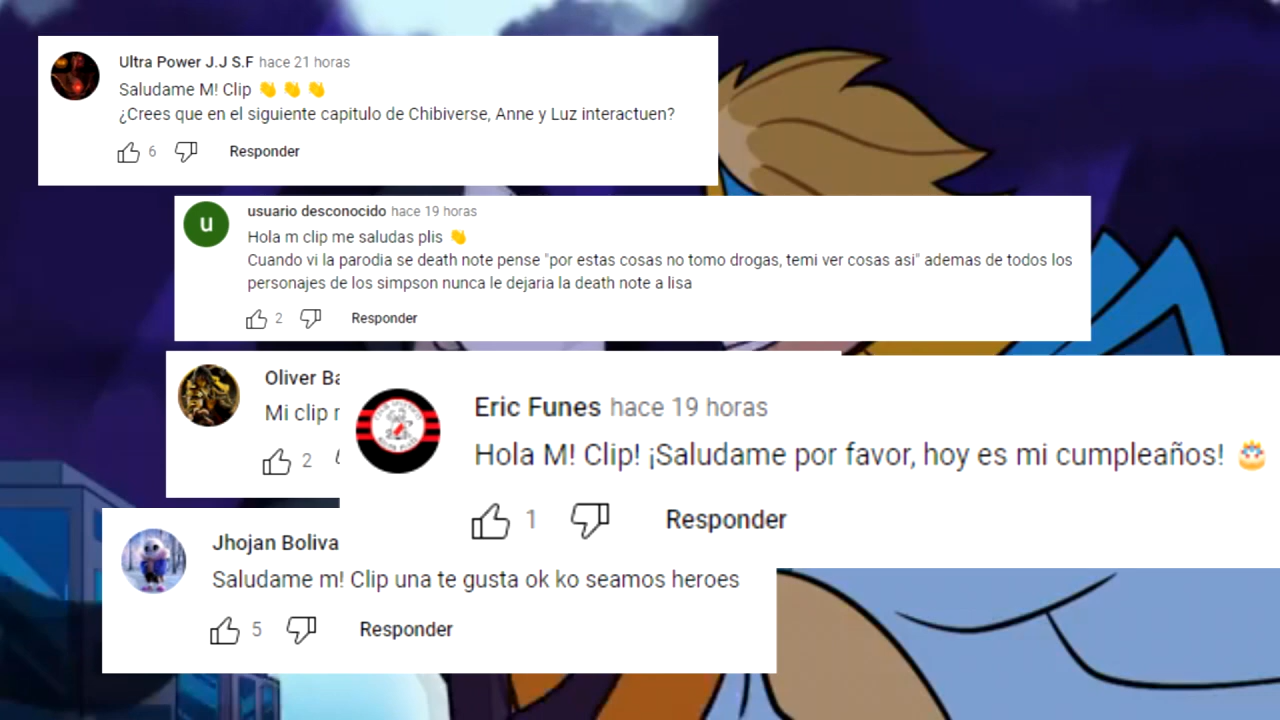 Ultra Power J.J S.F hace 21 horas
Saludame M! Clip 👋 👋 👋
¿Crees que en el siguiente capitulo de Chibiverse, Anne y Luz interactuen?
6 Responder
u
usuario desconocido hace 19 horas
Hola m clip me saludas plis 👋
Cuando vi la parodia se death note pense "por estas cosas no tomo drogas, temi ver cosas asi" ademas de todos los
personajes de los simpson nunca le dejaria la death note a lisa
2 Responder
Oliver
Mi clip
2
Eric Funes hace 19 horas
Hola M! Clip! ¡Saludame por favor, hoy es mi cumpleaños! 🎂
1 Responder
Jhojan Boliva
Saludame m! Clip una te gusta ok ko seamos heroes
5 Responder